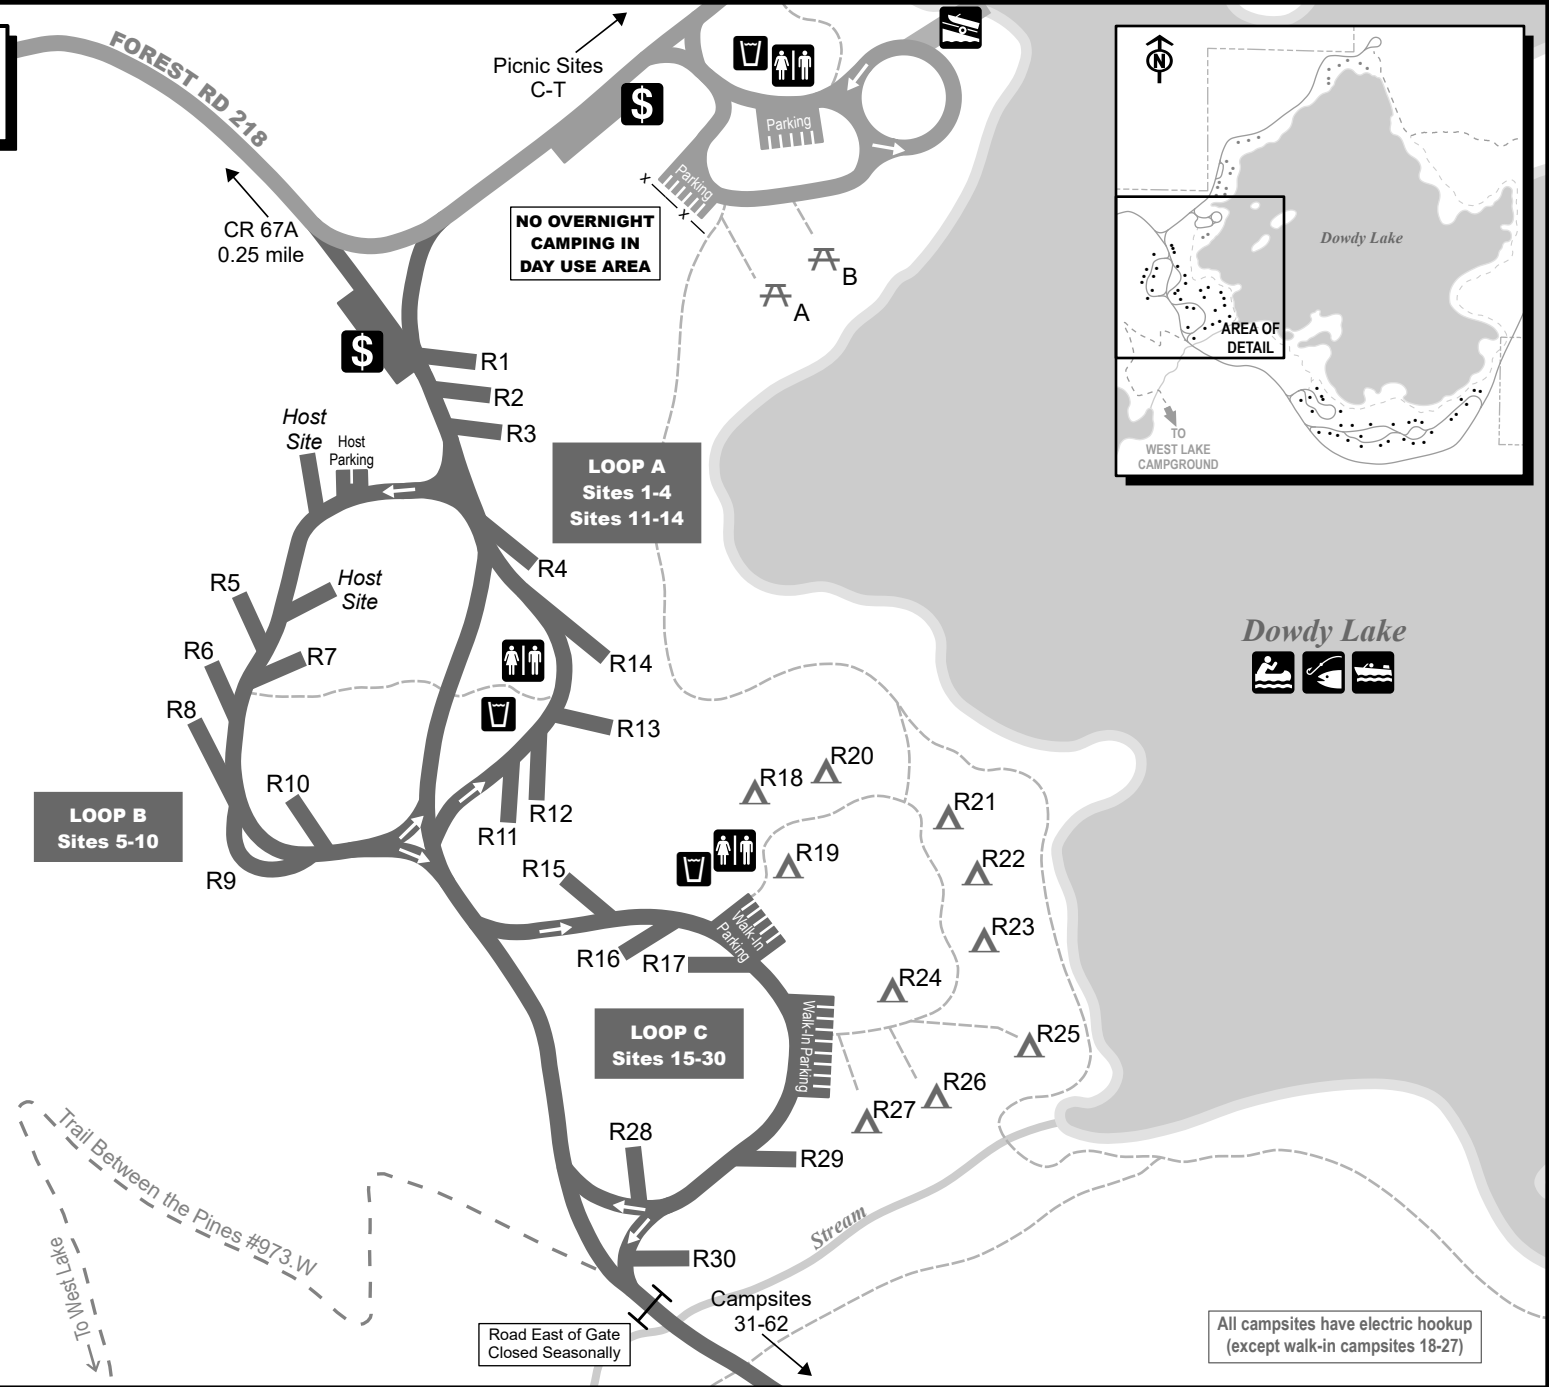 FOREST RD 218
Picnic Sites
C-T
$
Parking
Parking
x
x
CR 67A
0.25 mile
NO OVERNIGHT
CAMPING IN
DAY USE AREA
B
A
N
Dowdy Lake
AREA OF
DETAIL
TO
WEST LAKE
CAMPGROUND
$
R1
R2
R3
Host
Site
Host
Parking
LOOP A
Sites 1-4
Sites 11-14
R4
R5
Host
Site
R6
R7
R14
Dowdy Lake
R8
R13
R10
R12
R11
LOOP B
Sites 5-10
R9
R20
R18
R21
R19
R22
R15
R23
Walk-In
Parking
R16
R17
R24
LOOP C
Sites 15-30
Walk-In Parking
R25
R26
R27
R28
R29
Trail Between the Pines #973.W
To West Lake
Stream
R30
Campsites
31-62
Road East of Gate
Closed Seasonally
All campsites have electric hookup
(except walk-in campsites 18-27)